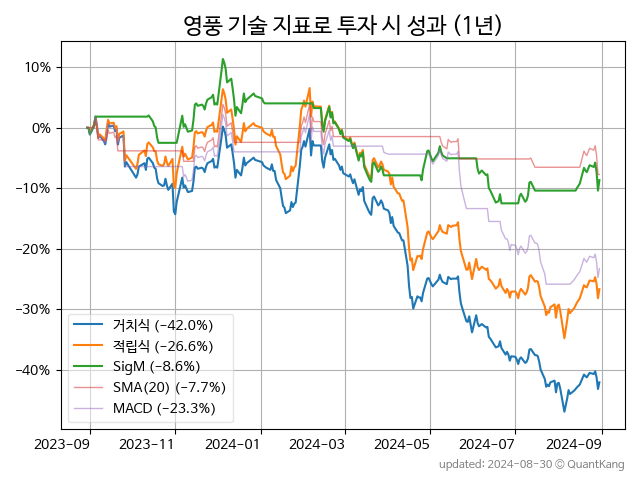 영풍 기술 지표로 투자 시 성과 (1년)
10%
0%
−10%
−20%
−30%
−40%
거치식 (−42.0%)
적립식 (−26.6%)
SigM (−8.6%)
SMA(20) (−7.7%)
MACD (−23.3%)
2023-09 2023-11 2024-01 2024-03 2024-05 2024-07 2024-09
updated: 2024-08-30 © QuantKang